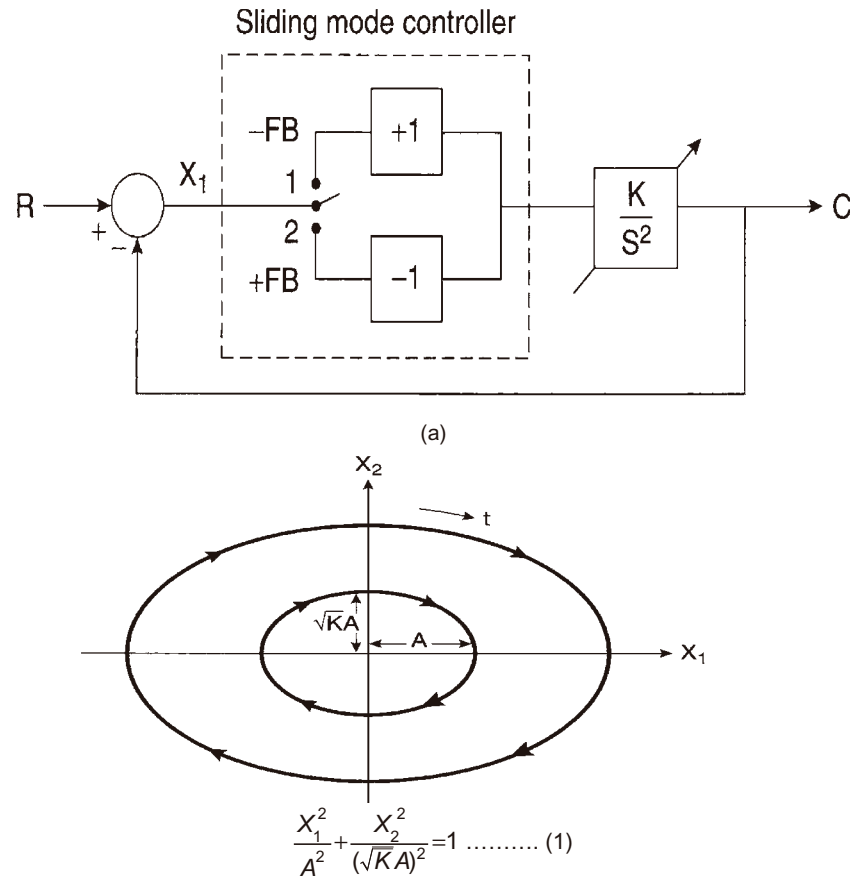 Sliding mode controller
–FB
+1
X₁
1
R
+
–
2
K
S²
C
+FB
–1
(a)
X₂
t
√KA
A
X₁
X₁²/A² + X₂²/(√K A)² =1 .......... (1)